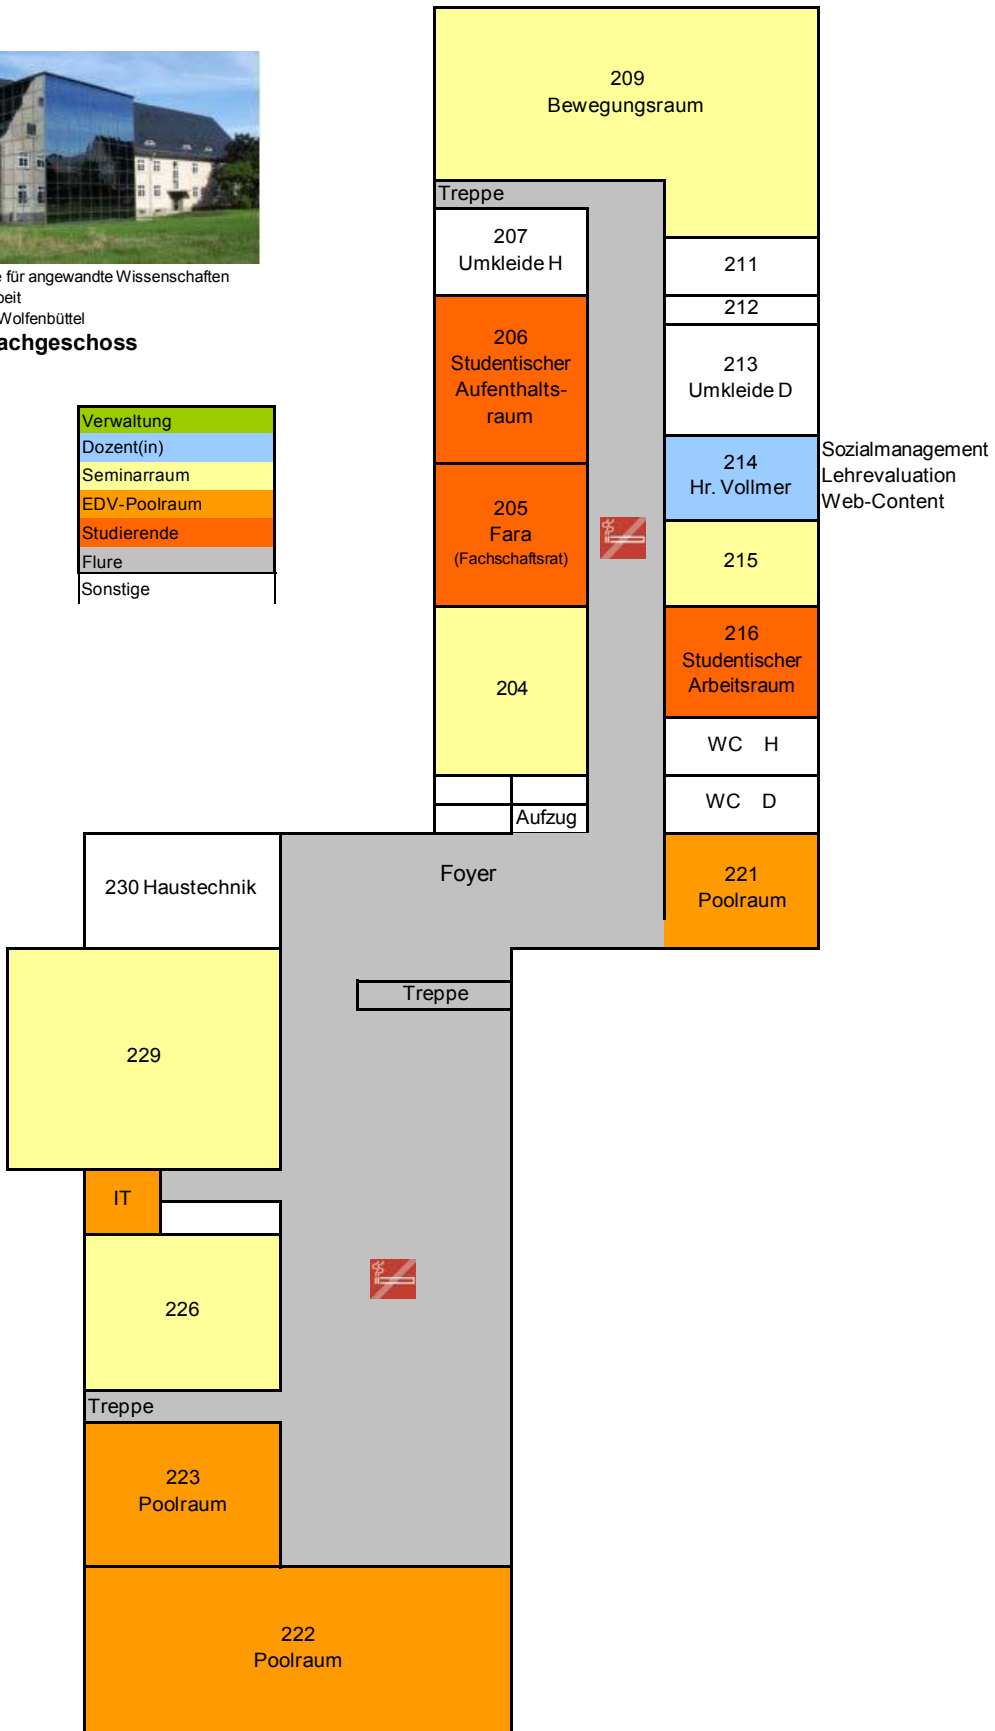 209
Bewegungsraum
Treppe
207
Umkleide H
211
212
für angewandte Wissenschaften
Wolfenbüttel
206
Studentischer
Aufenthalts-
raum
213
Umkleide D
Verwaltung
Dozent(in)
Seminarraum
EDV-Poolraum
Studierende
Flure
Sonstige
214
Hr. Vollmer
Sozialmanagement
Lehrevaluation
Web-Content
205
Fara
(Fachschaftsrat)
215
216
Studentischer
Arbeitsraum
204
WC H
WC D
Aufzug
230 Haustechnik
Foyer
221
Poolraum
Treppe
229
IT
226
Treppe
223
Poolraum
222
Poolraum